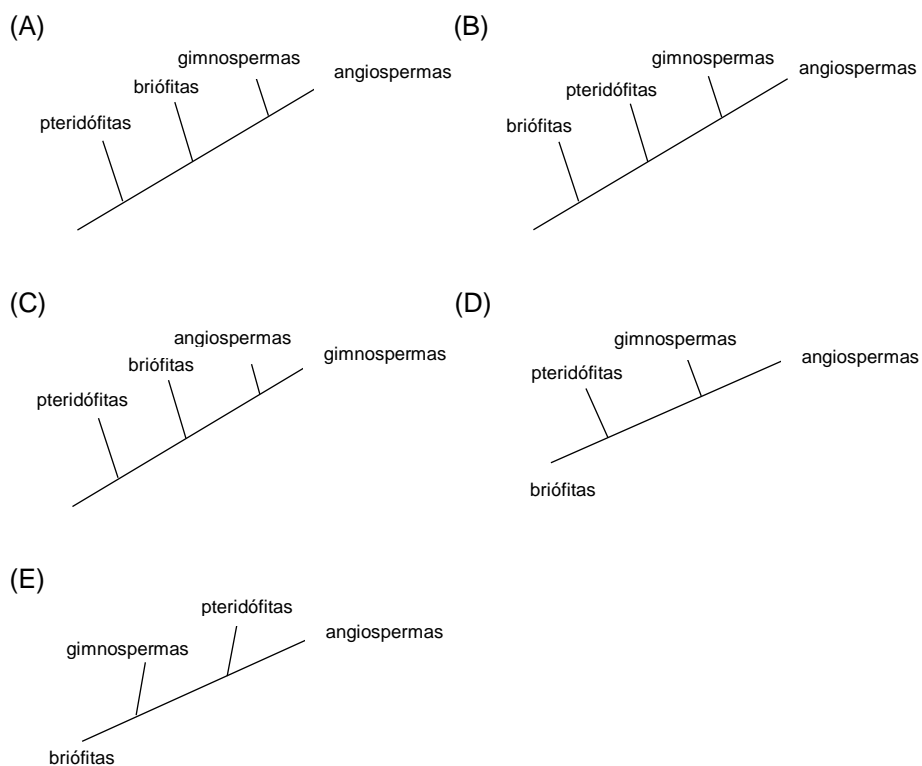 (A)
gimnospermas
briófitas
angiospermas
pteridófitas
(B)
gimnospermas
angiospermas
pteridófitas
briófitas
(C)
angiospermas
gimnospermas
briófitas
pteridófitas
(D)
gimnospermas
angiospermas
pteridófitas
briófitas
(E)
pteridófitas
angiospermas
gimnospermas
briófitas